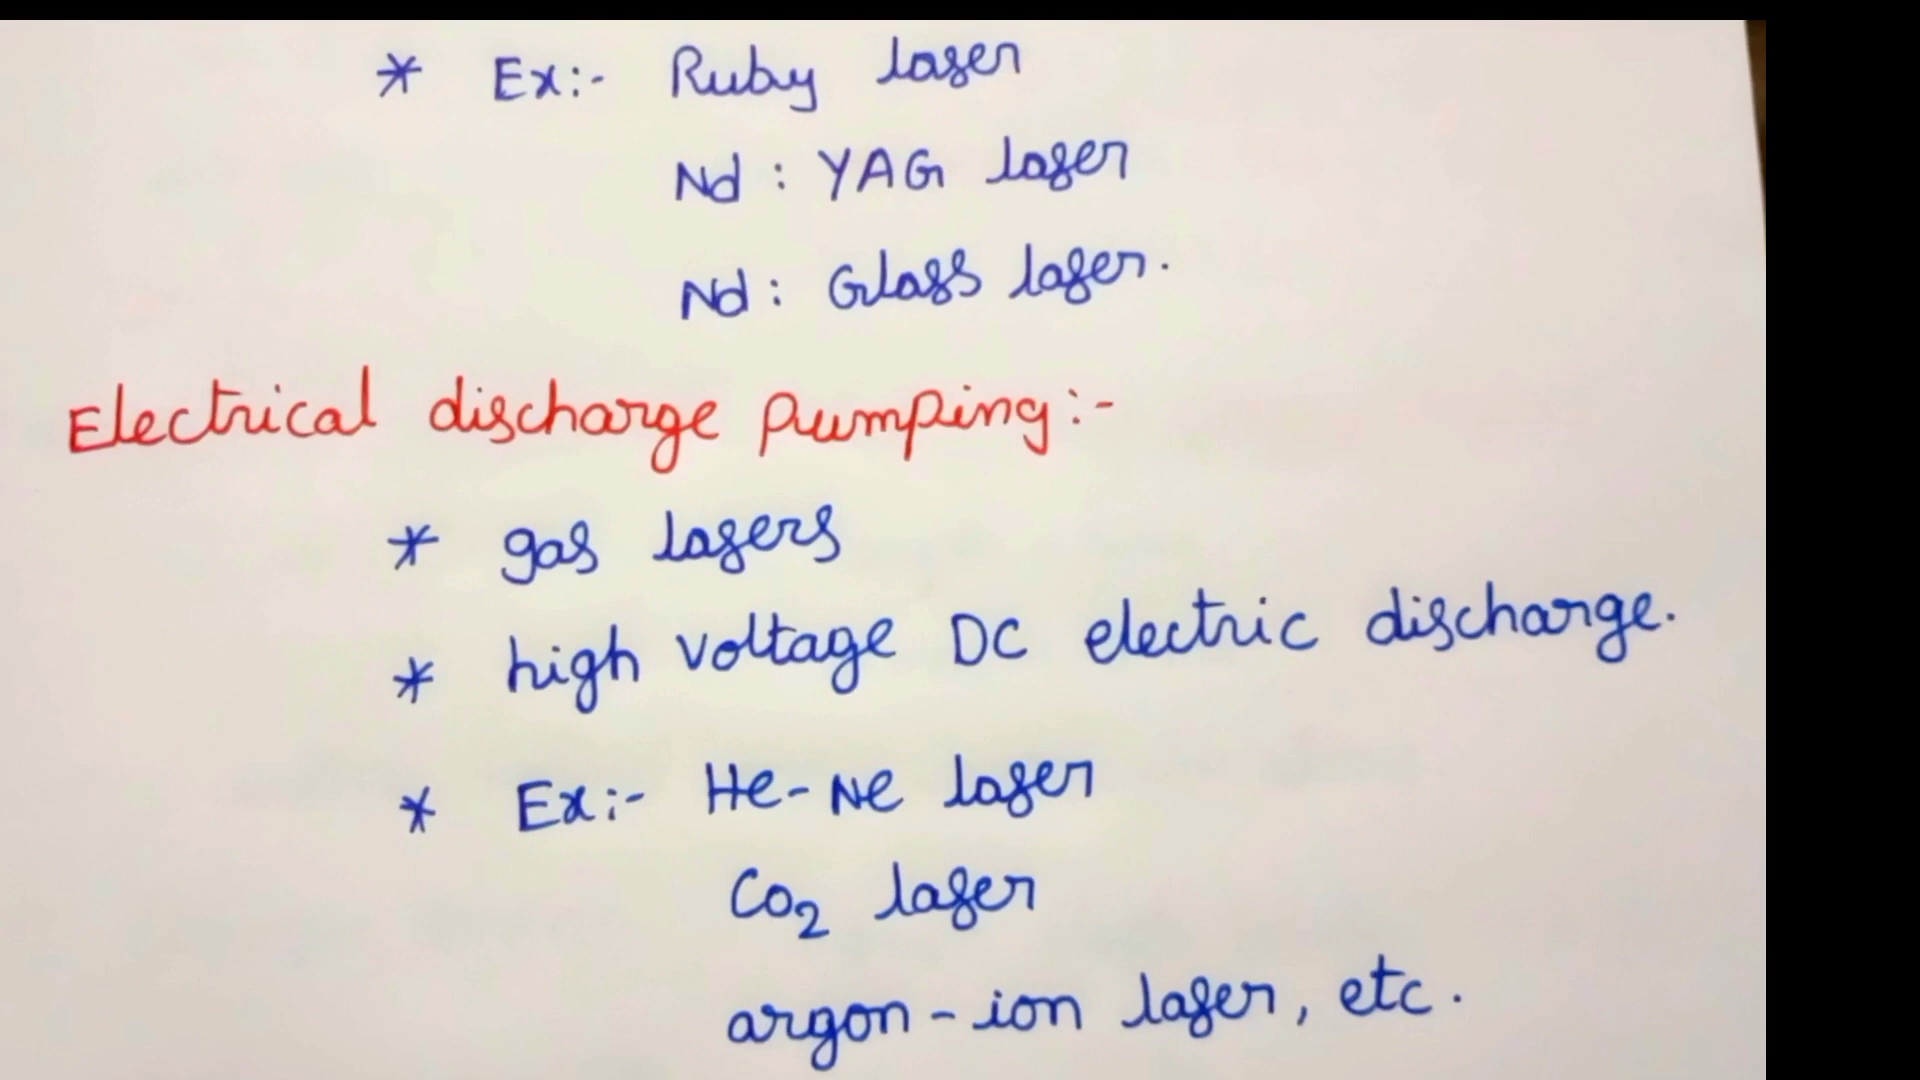 * Ex:- Ruby laser
Nd : YAG laser
Nd : Glass laser.
Electrical discharge Pumping:-
* gas lasers
* high voltage DC electric discharge.
* Ex:- He-Ne laser
Co₂ laser
argon-ion laser, etc.